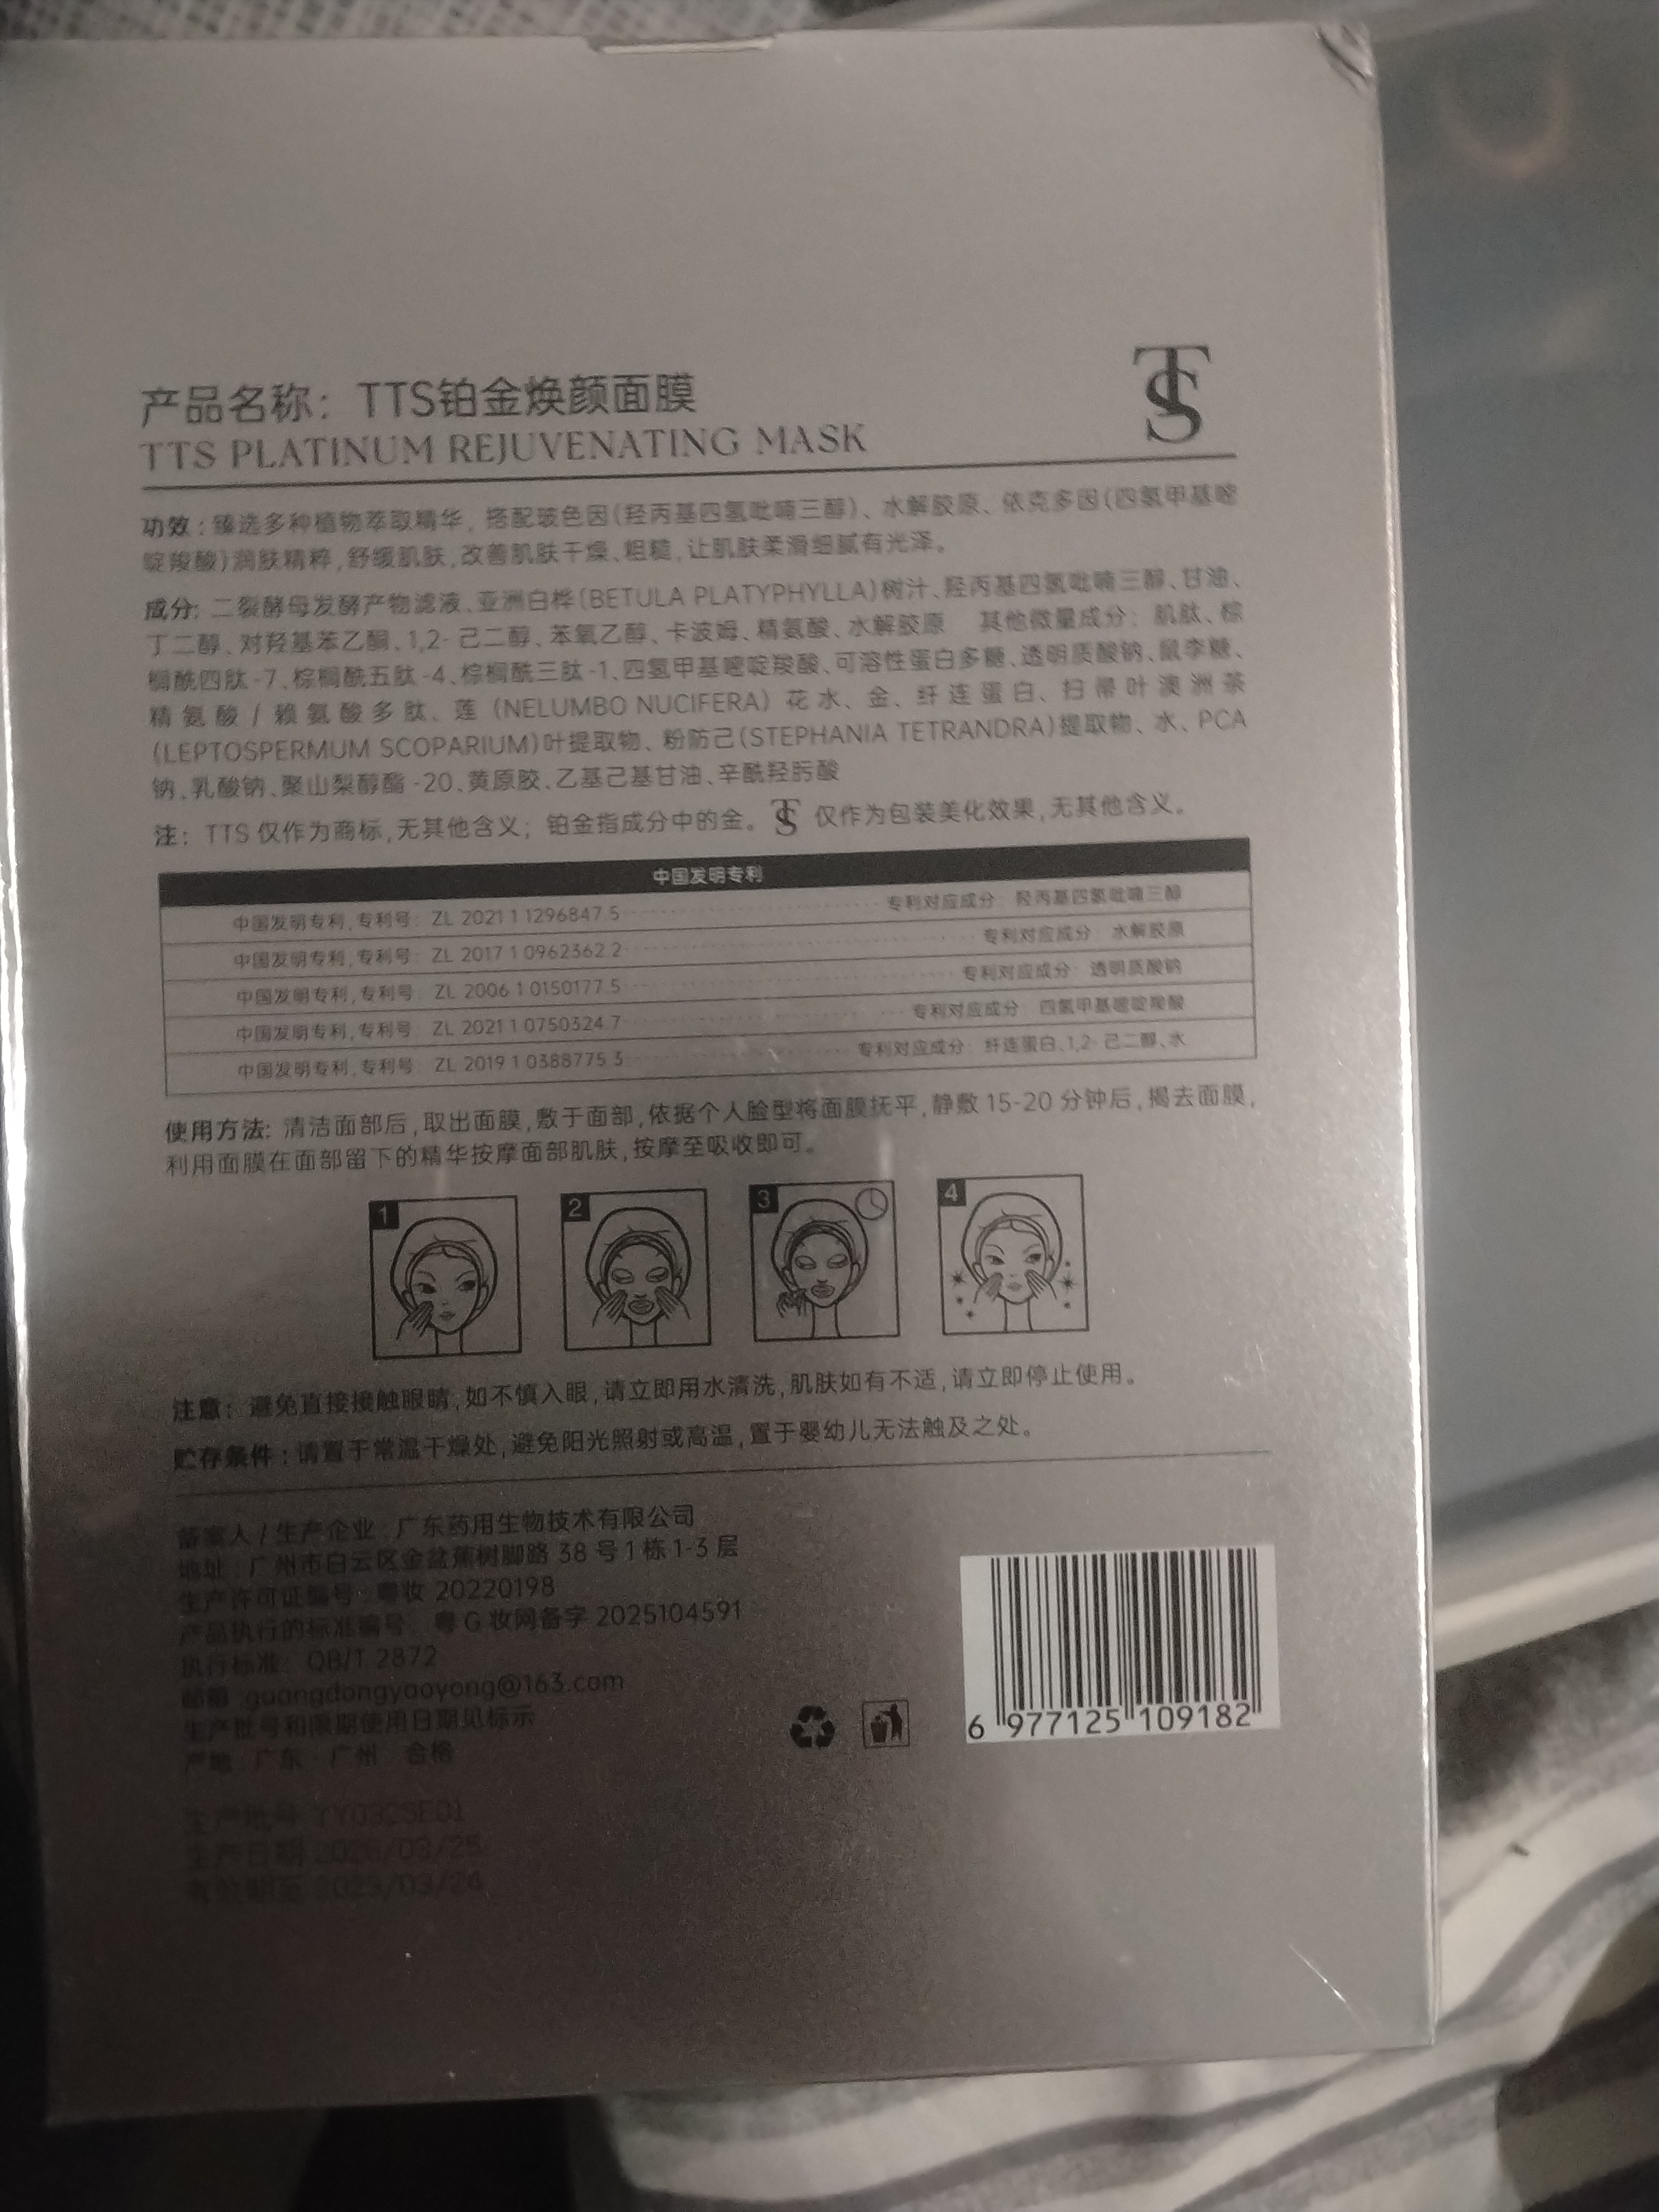 产品名称：TTS铂金焕颜面膜
TTS PLATINUM REJUVENATING MASK
TS
功效：臻选多种植物萃取精华，搭配玻色因(羟丙基四氢吡喃三醇)、水解胶原、依克多因(四氢甲基嘧
啶羧酸)润肤精粹,舒缓肌肤,改善肌肤干燥、粗糙,让肌肤柔滑细腻有光泽。
成分：二裂酵母发酵产物滤液、亚洲白桦(BETULA PLATYPHYLLA)树汁、羟丙基四氢吡喃三醇、甘油、
丁二醇、对羟基苯乙酮、1,2-己二醇、苯氧乙醇、卡波姆、精氨酸、水解胶原 其他微量成分：肌肽、棕
榈酰四肽-7、棕榈酰五肽-4、棕榈酰三肽-1、四氢甲基嘧啶羧酸、可溶性蛋白多糖、透明质酸钠、鼠李糖、
精氨酸/赖氨酸多肽、莲(NELUMBO NUCIFERA)花水、金、纤连蛋白、扫帚叶澳洲茶
(LEPTOSPERMUM SCOPARIUM)叶提取物、粉防己(STEPHANIA TETRANDRA)提取物、水、PCA
钠、乳酸钠、聚山梨醇酯-20、黄原胶、乙基己基甘油、辛酰羟肟酸
注：TTS仅作为商标,无其他含义；铂金指成分中的金。TS 仅作为包装美化效果,无其他含义。
中国发明专利
中国发明专利,专利号：ZL 2021 1 1296847.5 专利对应成分：羟丙基四氢吡喃三醇
中国发明专利,专利号：ZL 2017 1 0962362.2 专利对应成分：水解胶原
中国发明专利,专利号：ZL 2006 1 0150177.5 专利对应成分：透明质酸钠
中国发明专利,专利号：ZL 2021 1 0750324.7 专利对应成分：四氢甲基嘧啶羧酸
中国发明专利,专利号：ZL 2019 1 0388775.3 专利对应成分：纤连蛋白、1,2-己二醇、水
使用方法：清洁面部后,取出面膜,敷于面部,依据个人脸型将面膜抚平,静敷15-20分钟后,揭去面膜,
利用面膜在面部留下的精华按摩面部肌肤,按摩至吸收即可。
1 2 3 4
注意：避免直接接触眼睛,如不慎入眼,请立即用水清洗,肌肤如有不适,请立即停止使用。
贮存条件：请置于常温干燥处,避免阳光照射或高温,置于婴幼儿无法触及之处。
备案人/生产企业：广东药用生物技术有限公司
地址：广州市白云区金盆蕉树脚路38号1栋1-3层
生产许可证编号：粤妆20220198
产品执行的标准编号：粤G妆网备字2025104591
执行标准：QB/T 2872
邮箱:guangdongyaoyong@163.com
生产批号和限期使用日期见标示
产地：广东·广州 合格
6 977125 109182
生产批号
生产日期 /03/25
有效期至 /03/24